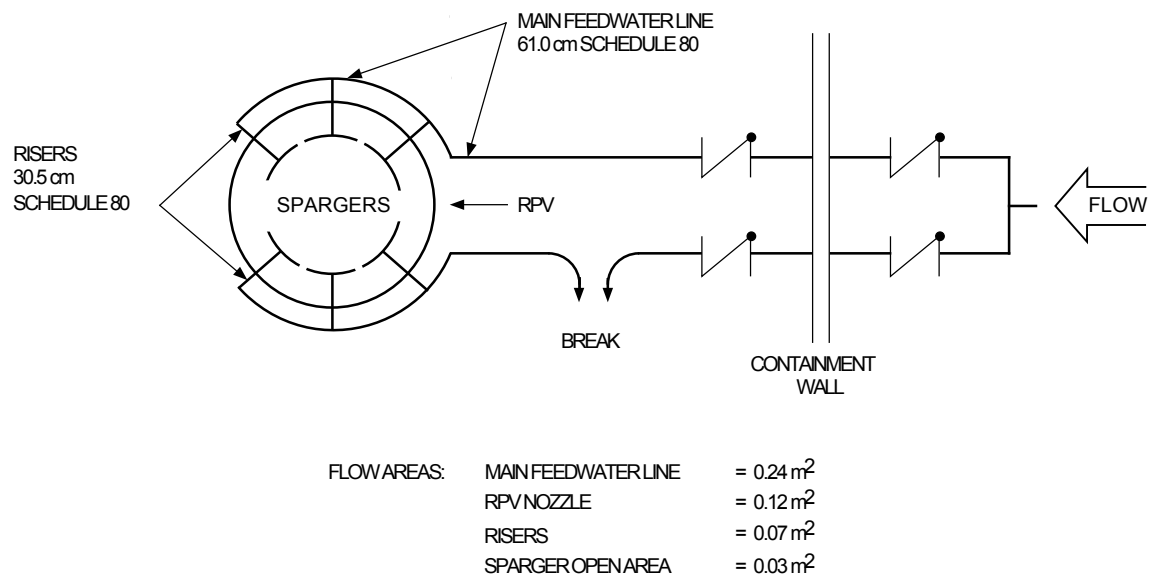 MAIN FEEDWATER LINE
61.0 cm SCHEDULE 80
RISERS
30.5 cm
SCHEDULE 80
SPARGERS
RPV
FLOW
BREAK
CONTAINMENT
WALL
FLOW AREAS: MAIN FEEDWATER LINE = 0.24 m²
RPV NOZZLE = 0.12 m²
RISERS = 0.07 m²
SPARGER OPEN AREA = 0.03 m²